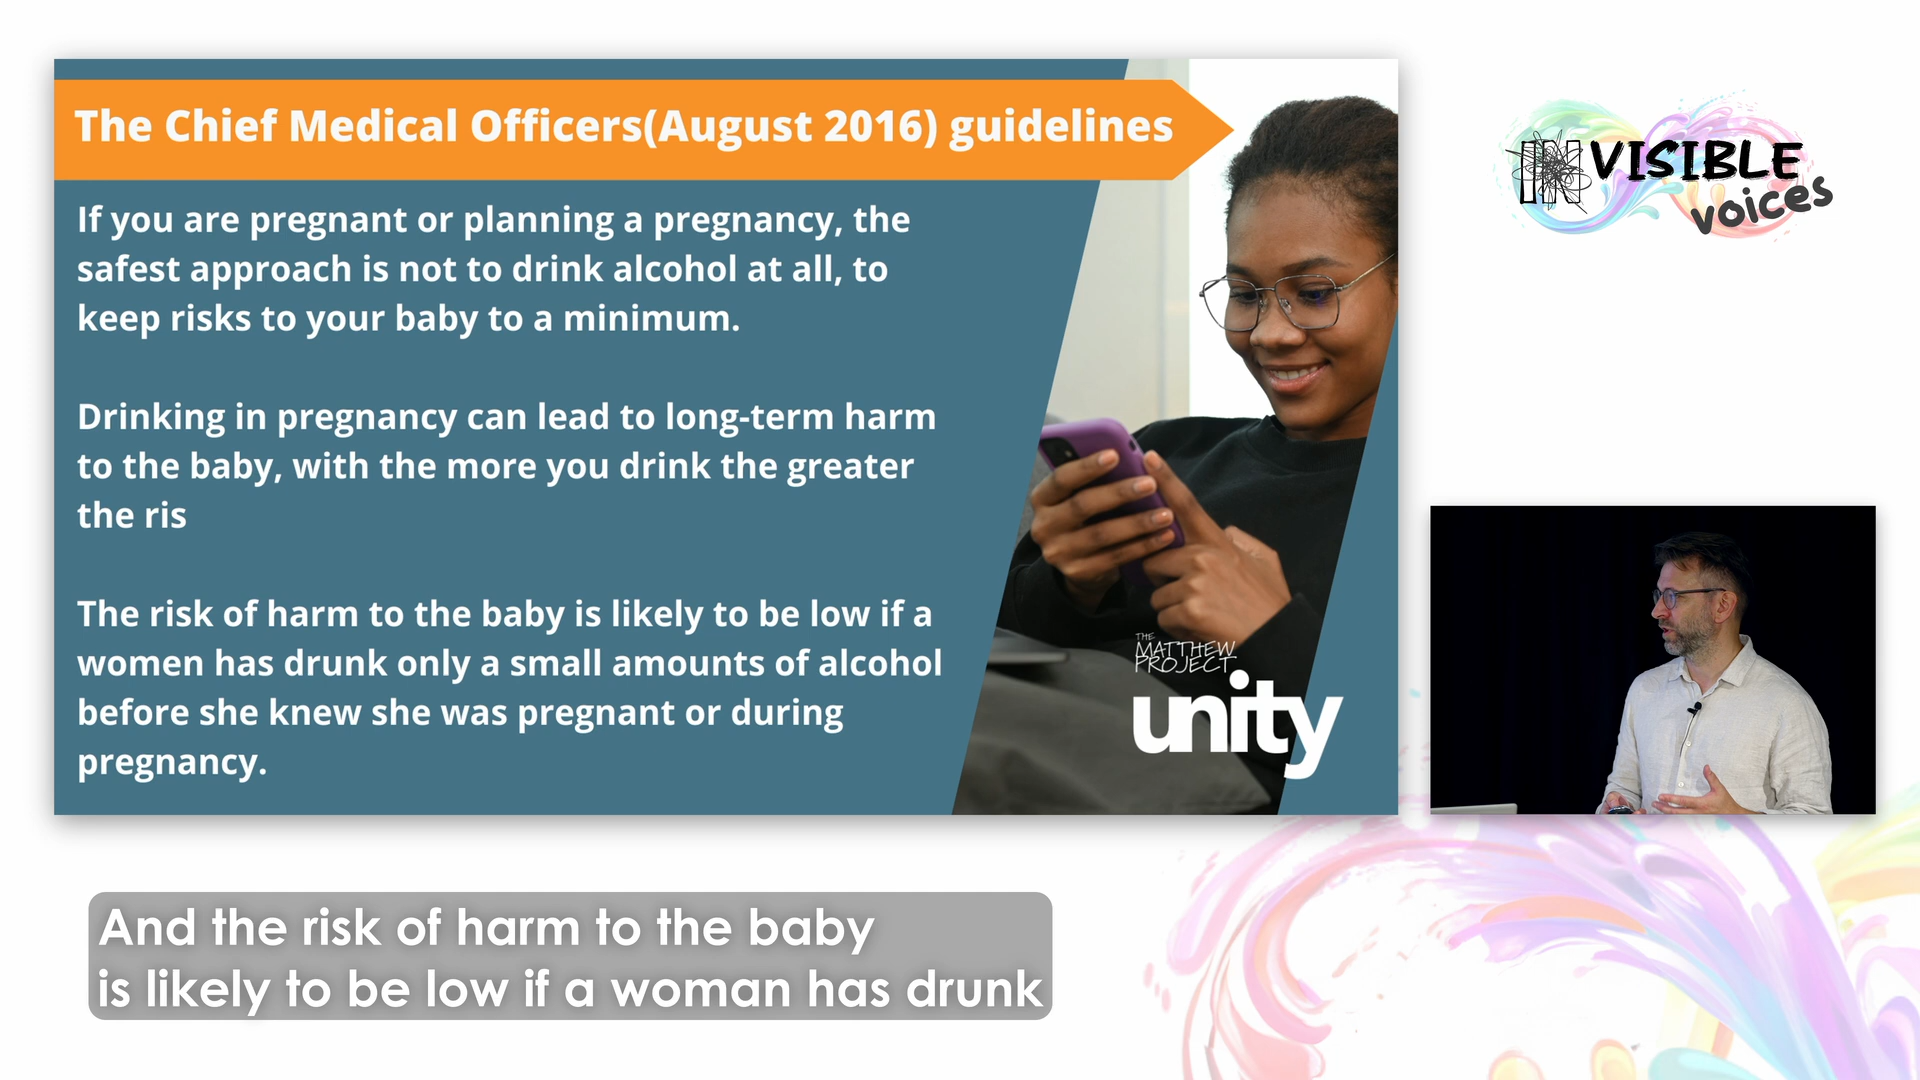 The Chief Medical Officers(August 2016) guidelines
If you are pregnant or planning a pregnancy, the
safest approach is not to drink alcohol at all, to
keep risks to your baby to a minimum.
Drinking in pregnancy can lead to long-term harm
to the baby, with the more you drink the greater
the ris
The risk of harm to the baby is likely to be low if a
women has drunk only a small amounts of alcohol
before she knew she was pregnant or during
pregnancy.
THE
MATTHEW
PROJECT
unity
INVISIBLE
voices
And the risk of harm to the baby
is likely to be low if a woman has drunk